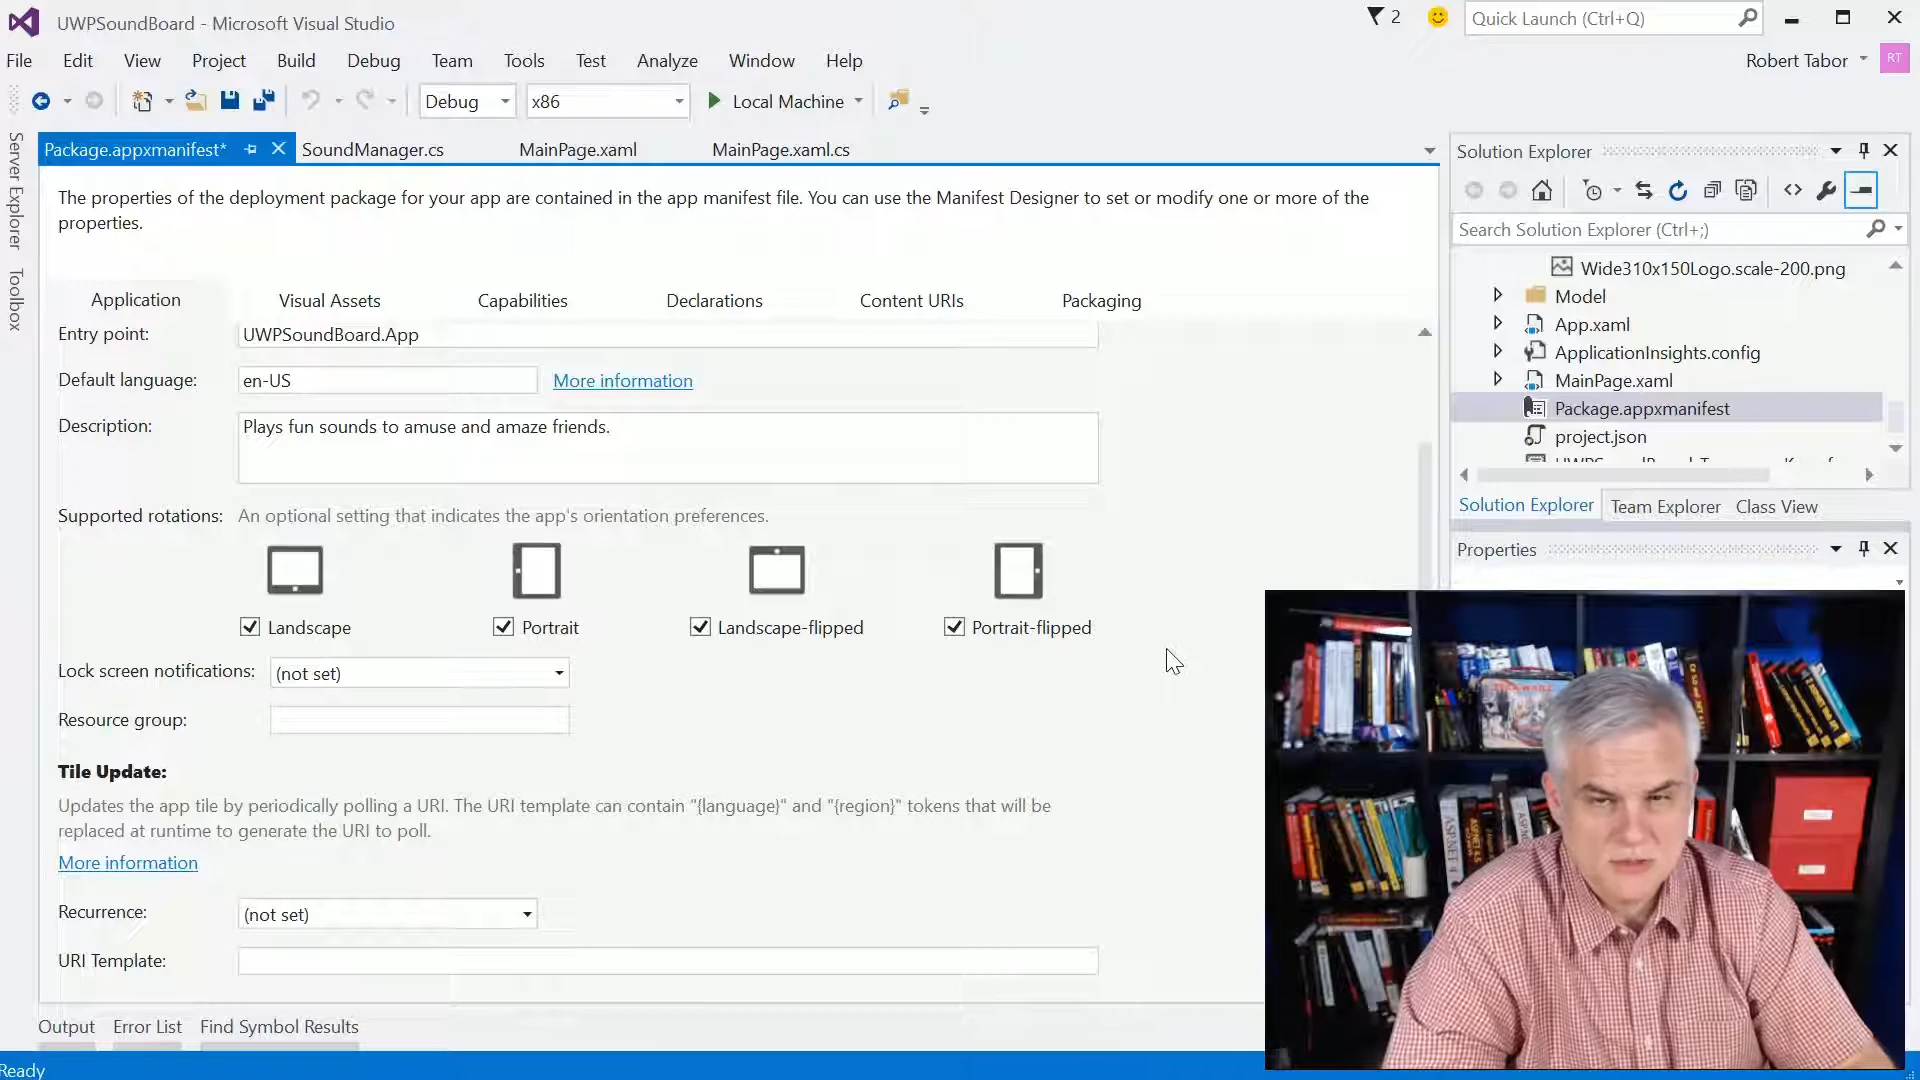 UWPSoundBoard - Microsoft Visual Studio
2
Quick Launch (Ctrl+Q)
File Edit View Project Build Debug Team Tools Test Analyze Window Help
Robert Tabor RT
Debug x86 Local Machine
Server Explorer
Toolbox
Package.appxmanifest* SoundManager.cs MainPage.xaml MainPage.xaml.cs
The properties of the deployment package for your app are contained in the app manifest file. You can use the Manifest Designer to set or modify one or more of the
properties.
Application Visual Assets Capabilities Declarations Content URIs Packaging
Entry point: UWPSoundBoard.App
Default language: en-US More information
Description: Plays fun sounds to amuse and amaze friends.
Supported rotations: An optional setting that indicates the app's orientation preferences.
Landscape Portrait Landscape-flipped Portrait-flipped
Lock screen notifications: (not set)
Resource group:
Tile Update:
Updates the app tile by periodically polling a URI. The URI template can contain "{language}" and "{region}" tokens that will be
replaced at runtime to generate the URI to poll.
More information
Recurrence: (not set)
URI Template:
Output Error List Find Symbol Results
Ready
Solution Explorer
Search Solution Explorer (Ctrl+;)
Wide310x150Logo.scale-200.png
Model
App.xaml
ApplicationInsights.config
MainPage.xaml
Package.appxmanifest
project.json
Solution Explorer Team Explorer Class View
Properties